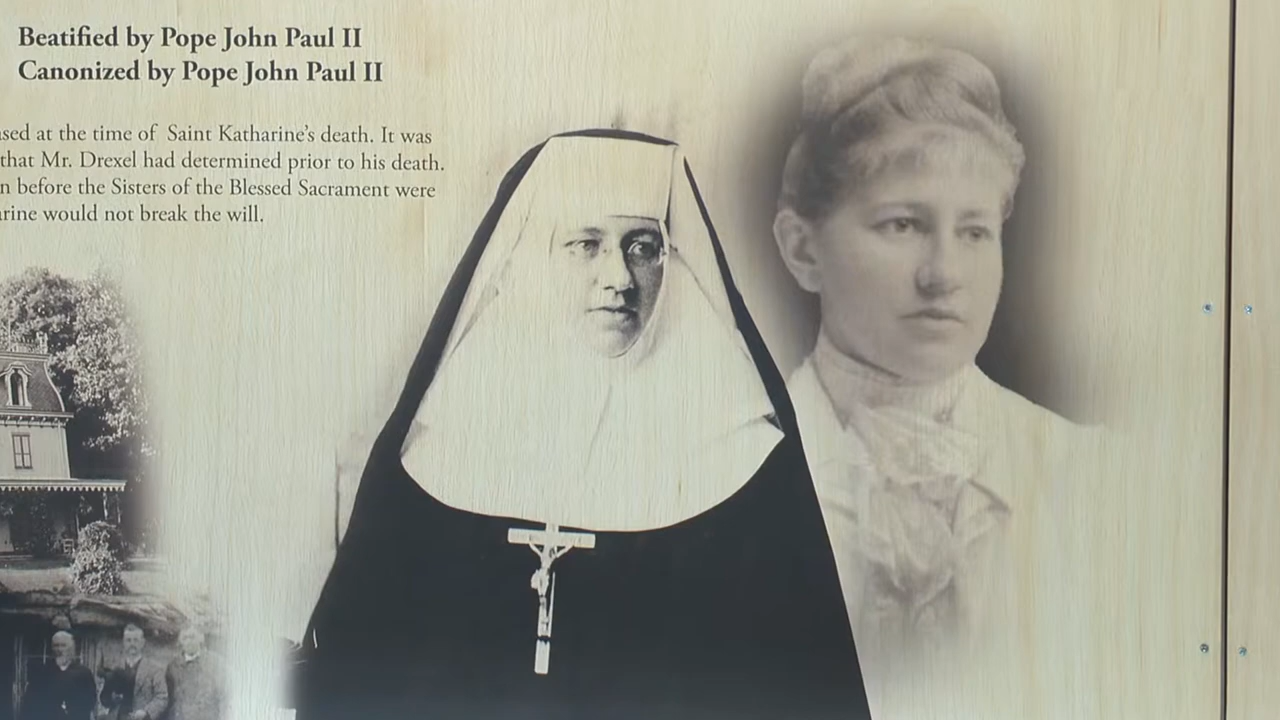 Beatified by Pope John Paul II
Canonized by Pope John Paul II
at the time of Saint Katharine's death. It was
that Mr. Drexel had determined prior to his death.
before the Sisters of the Blessed Sacrament were
would not break the will.